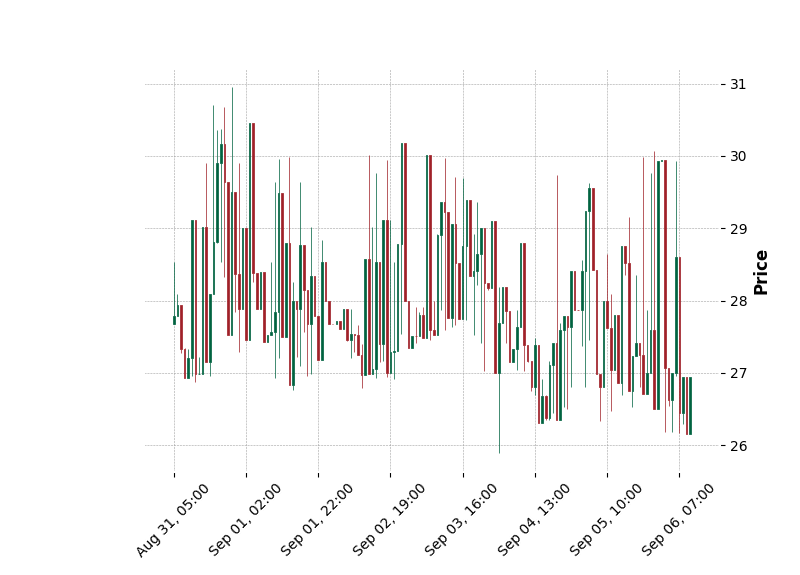 31
30
29
28
27
26
Price
Aug 31, 05:00
Sep 01, 02:00
Sep 01, 22:00
Sep 02, 19:00
Sep 03, 16:00
Sep 04, 13:00
Sep 05, 10:00
Sep 06, 07:00